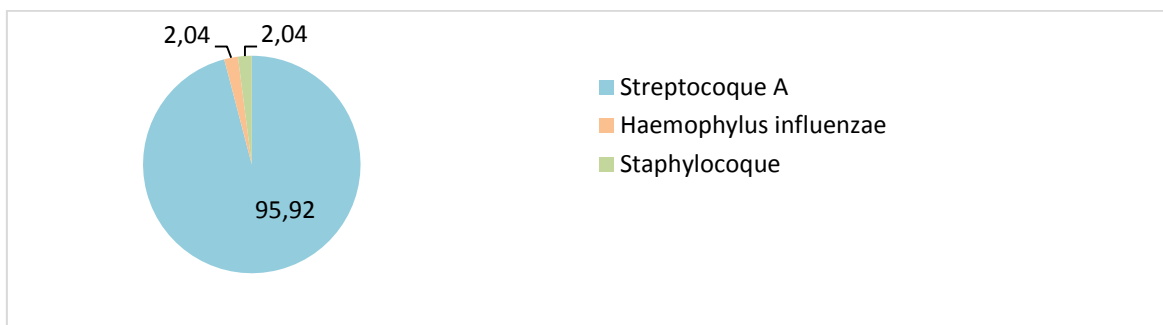 2,04 2,04
95,92
Streptocoque A
Haemophylus influenzae
Staphylocoque